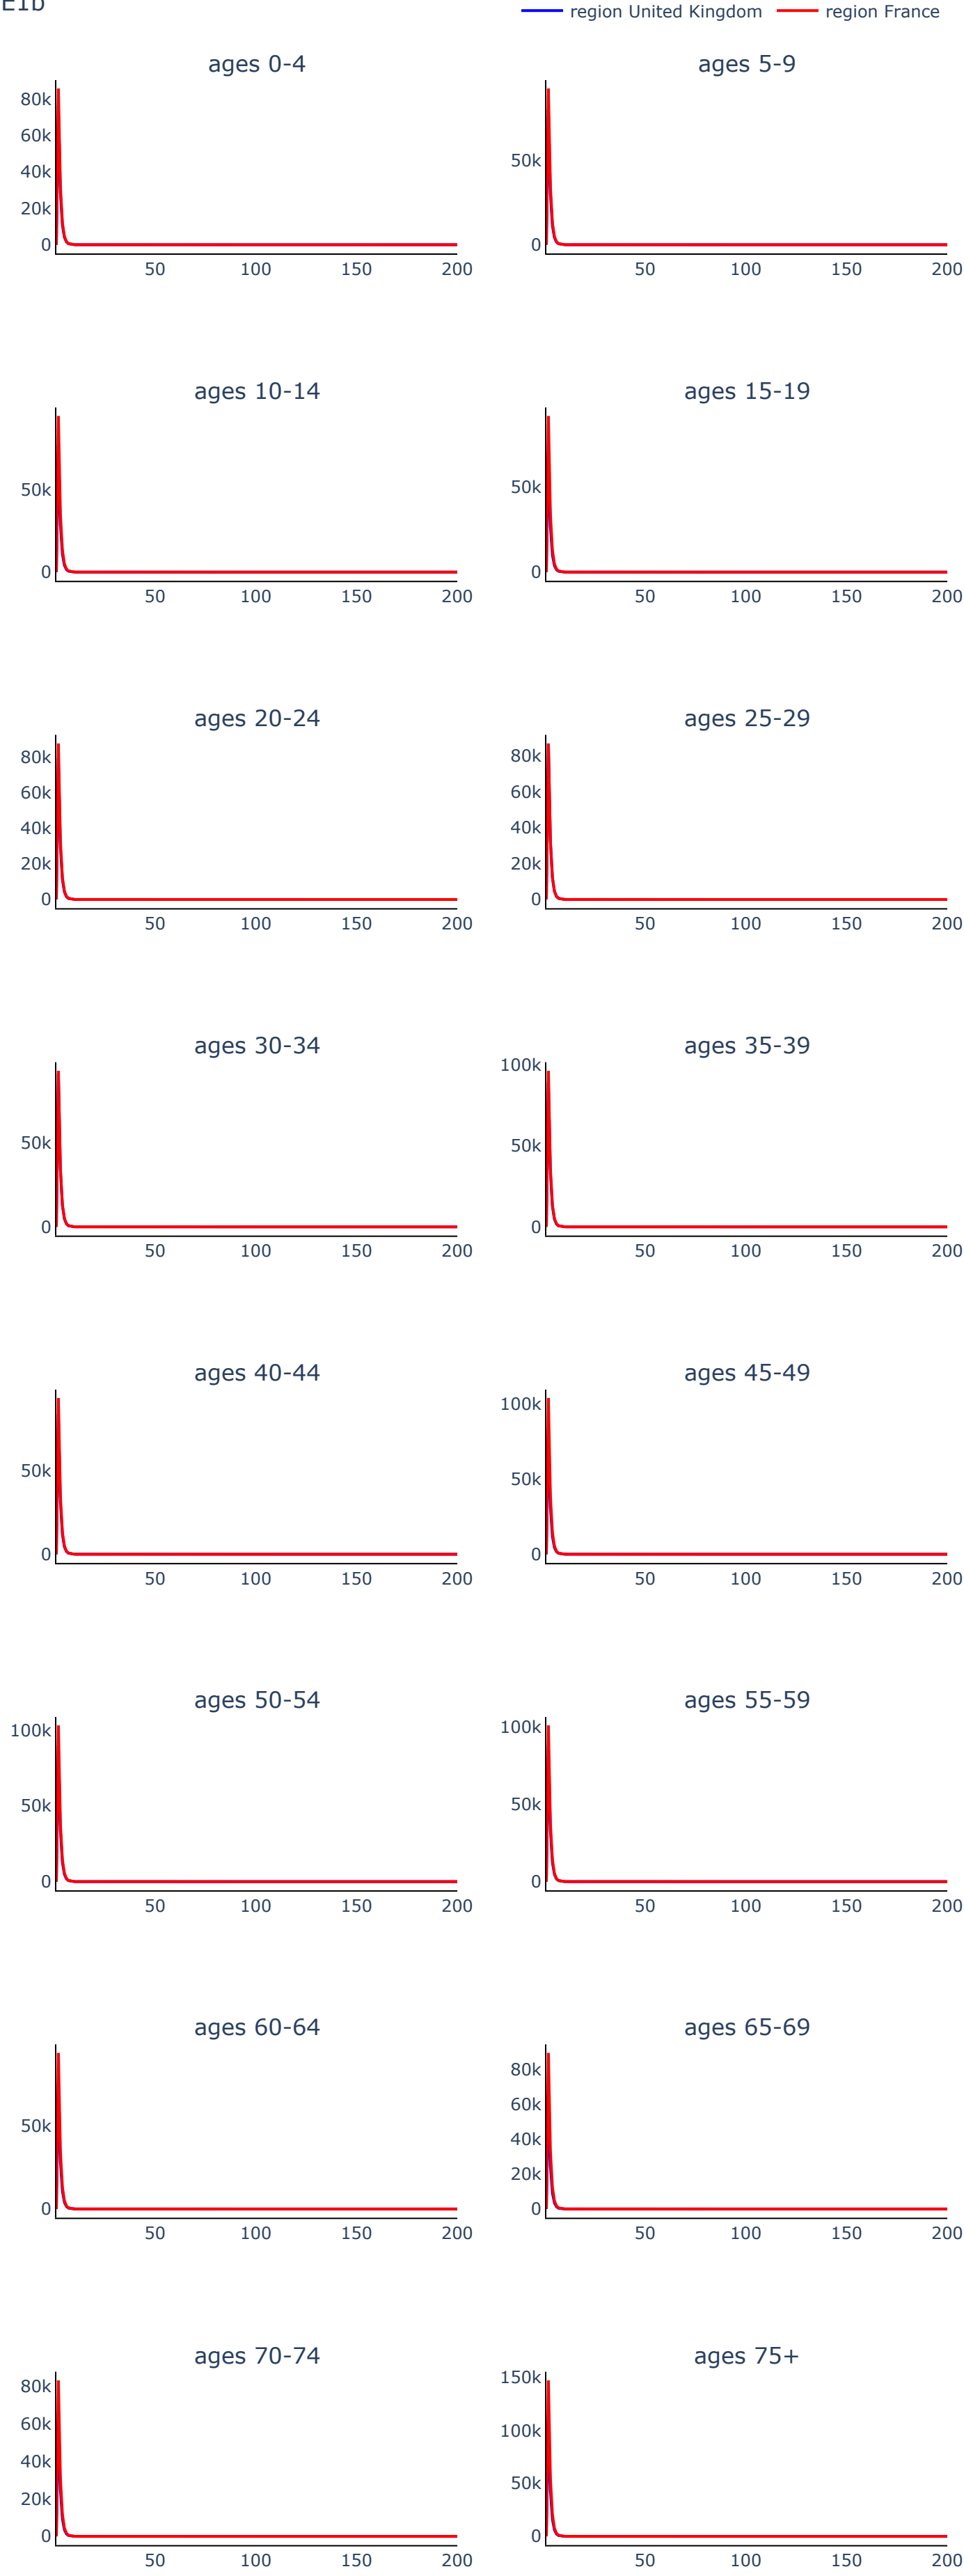 E1b
region United Kingdom region France
ages 0-4 ages 5-9
80k
60k
40k
20k
0
50 100 150 200
50k
0
50 100 150 200
ages 10-14 ages 15-19
50k
0
50 100 150 200
50k
0
50 100 150 200
ages 20-24 ages 25-29
80k
60k
40k
20k
0
50 100 150 200
80k
60k
40k
20k
0
50 100 150 200
ages 30-34 ages 35-39
50k
0
50 100 150 200
100k
50k
0
50 100 150 200
ages 40-44 ages 45-49
50k
0
50 100 150 200
100k
50k
0
50 100 150 200
ages 50-54 ages 55-59
100k
50k
0
50 100 150 200
100k
50k
0
50 100 150 200
ages 60-64 ages 65-69
50k
0
50 100 150 200
80k
60k
40k
20k
0
50 100 150 200
ages 70-74 ages 75+
80k
60k
40k
20k
0
50 100 150 200
150k
100k
50k
0
50 100 150 200